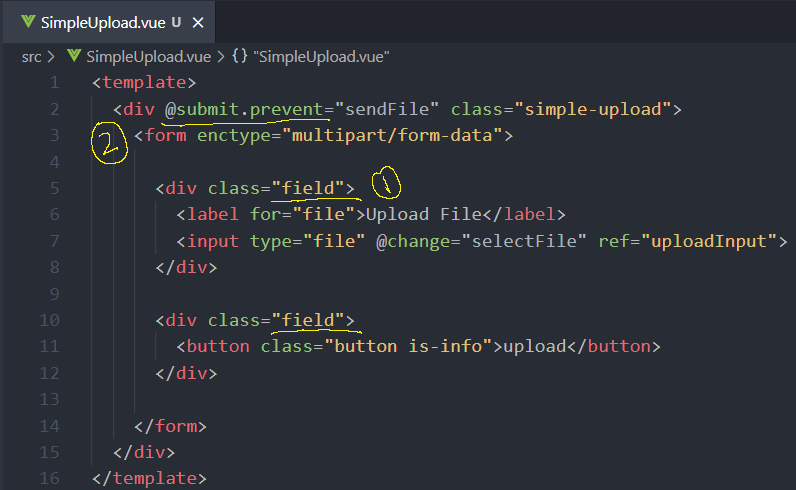 SimpleUpload.vue U ×
src > SimpleUpload.vue > {} "SimpleUpload.vue"
1 <template>
2 <div @submit.prevent="sendFile" class="simple-upload">
3 <form enctype="multipart/form-data">
2
4
5 <div class="field">
1
6 <label for="file">Upload File</label>
7 <input type="file" @change="selectFile" ref="uploadInput">
8 </div>
9
10 <div class="field">
11 <button class="button is-info">upload</button>
12 </div>
13
14 </form>
15 </div>
16 </template>